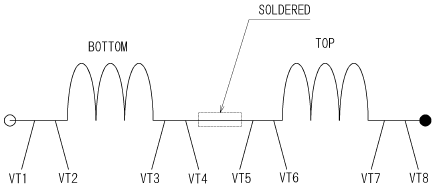 SOLDERED
BOTTOM
TOP
VT1
VT2
VT3
VT4
VT5
VT6
VT7
VT8